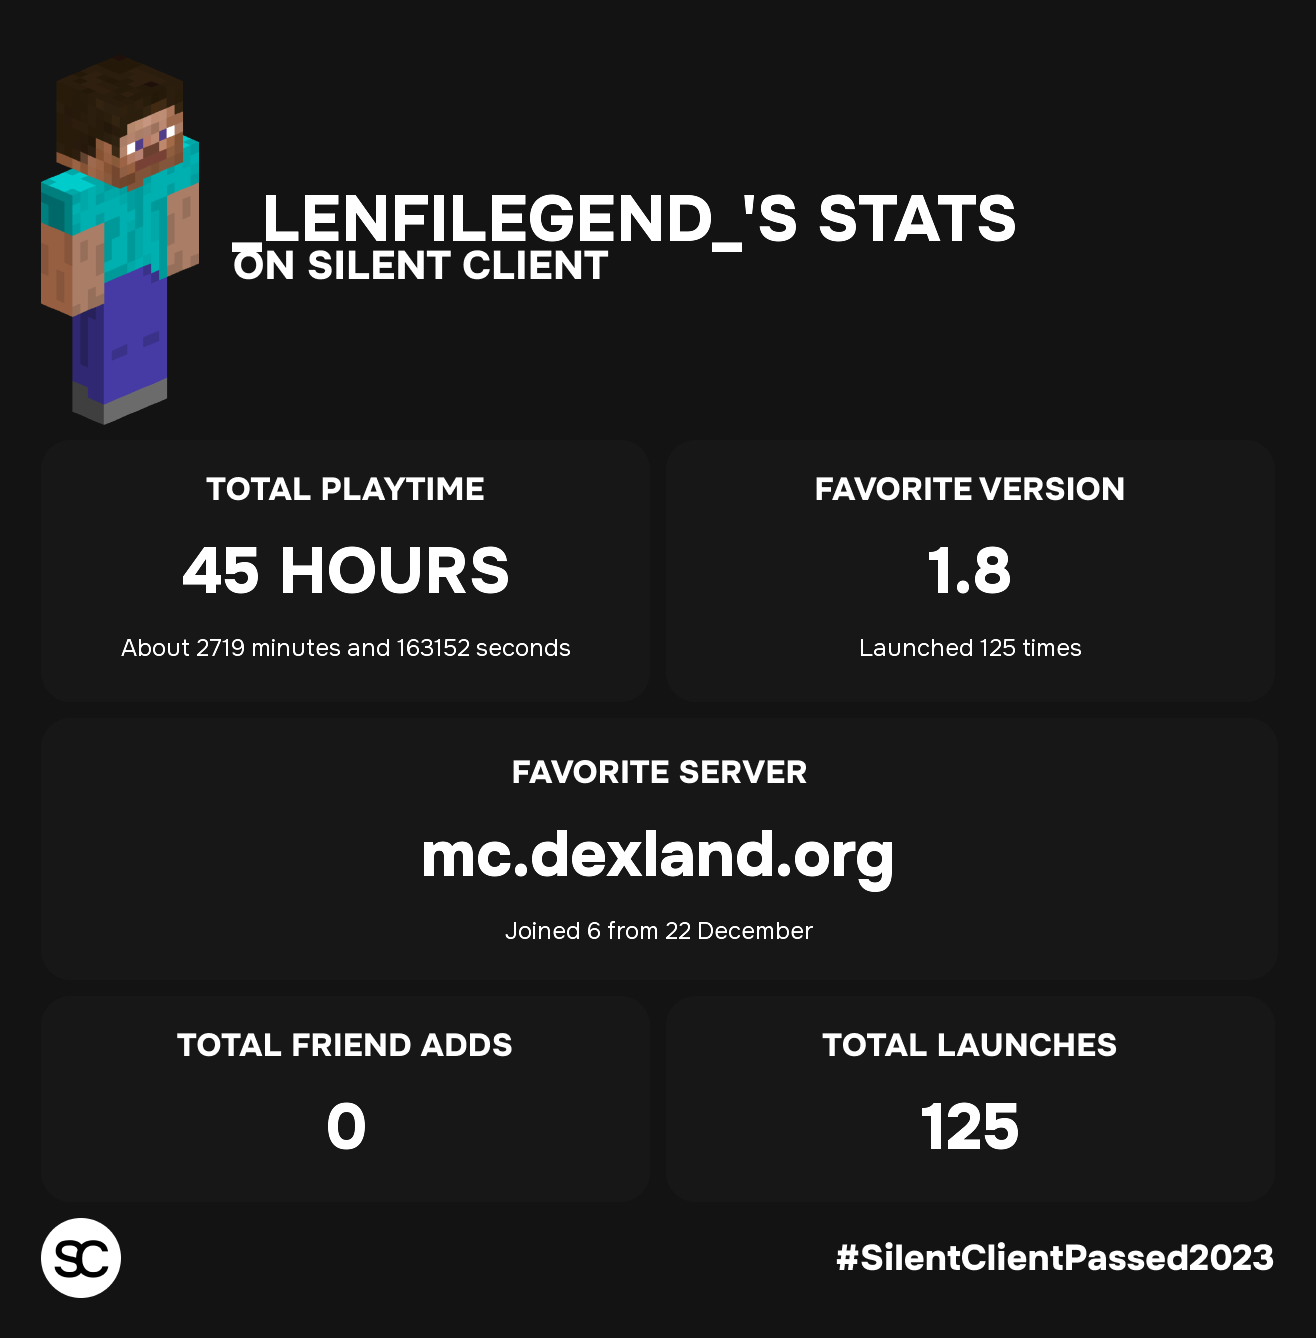 _LENFILEGEND_'S STATS
ON SILENT CLIENT
TOTAL PLAYTIME
45 HOURS
About 2719 minutes and 163152 seconds
FAVORITE VERSION
1.8
Launched 125 times
FAVORITE SERVER
mc.dexland.org
Joined 6 from 22 December
TOTAL FRIEND ADDS
0
TOTAL LAUNCHES
125
SC
#SilentClientPassed2023